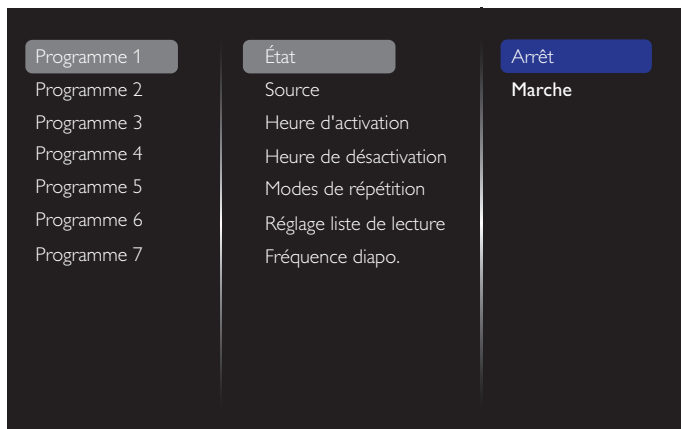 Programme 1
Programme 2
Programme 3
Programme 4
Programme 5
Programme 6
Programme 7
État
Source
Heure d'activation
Heure de désactivation
Modes de répétition
Réglage liste de lecture
Fréquence diapo.
Arrêt
Marche